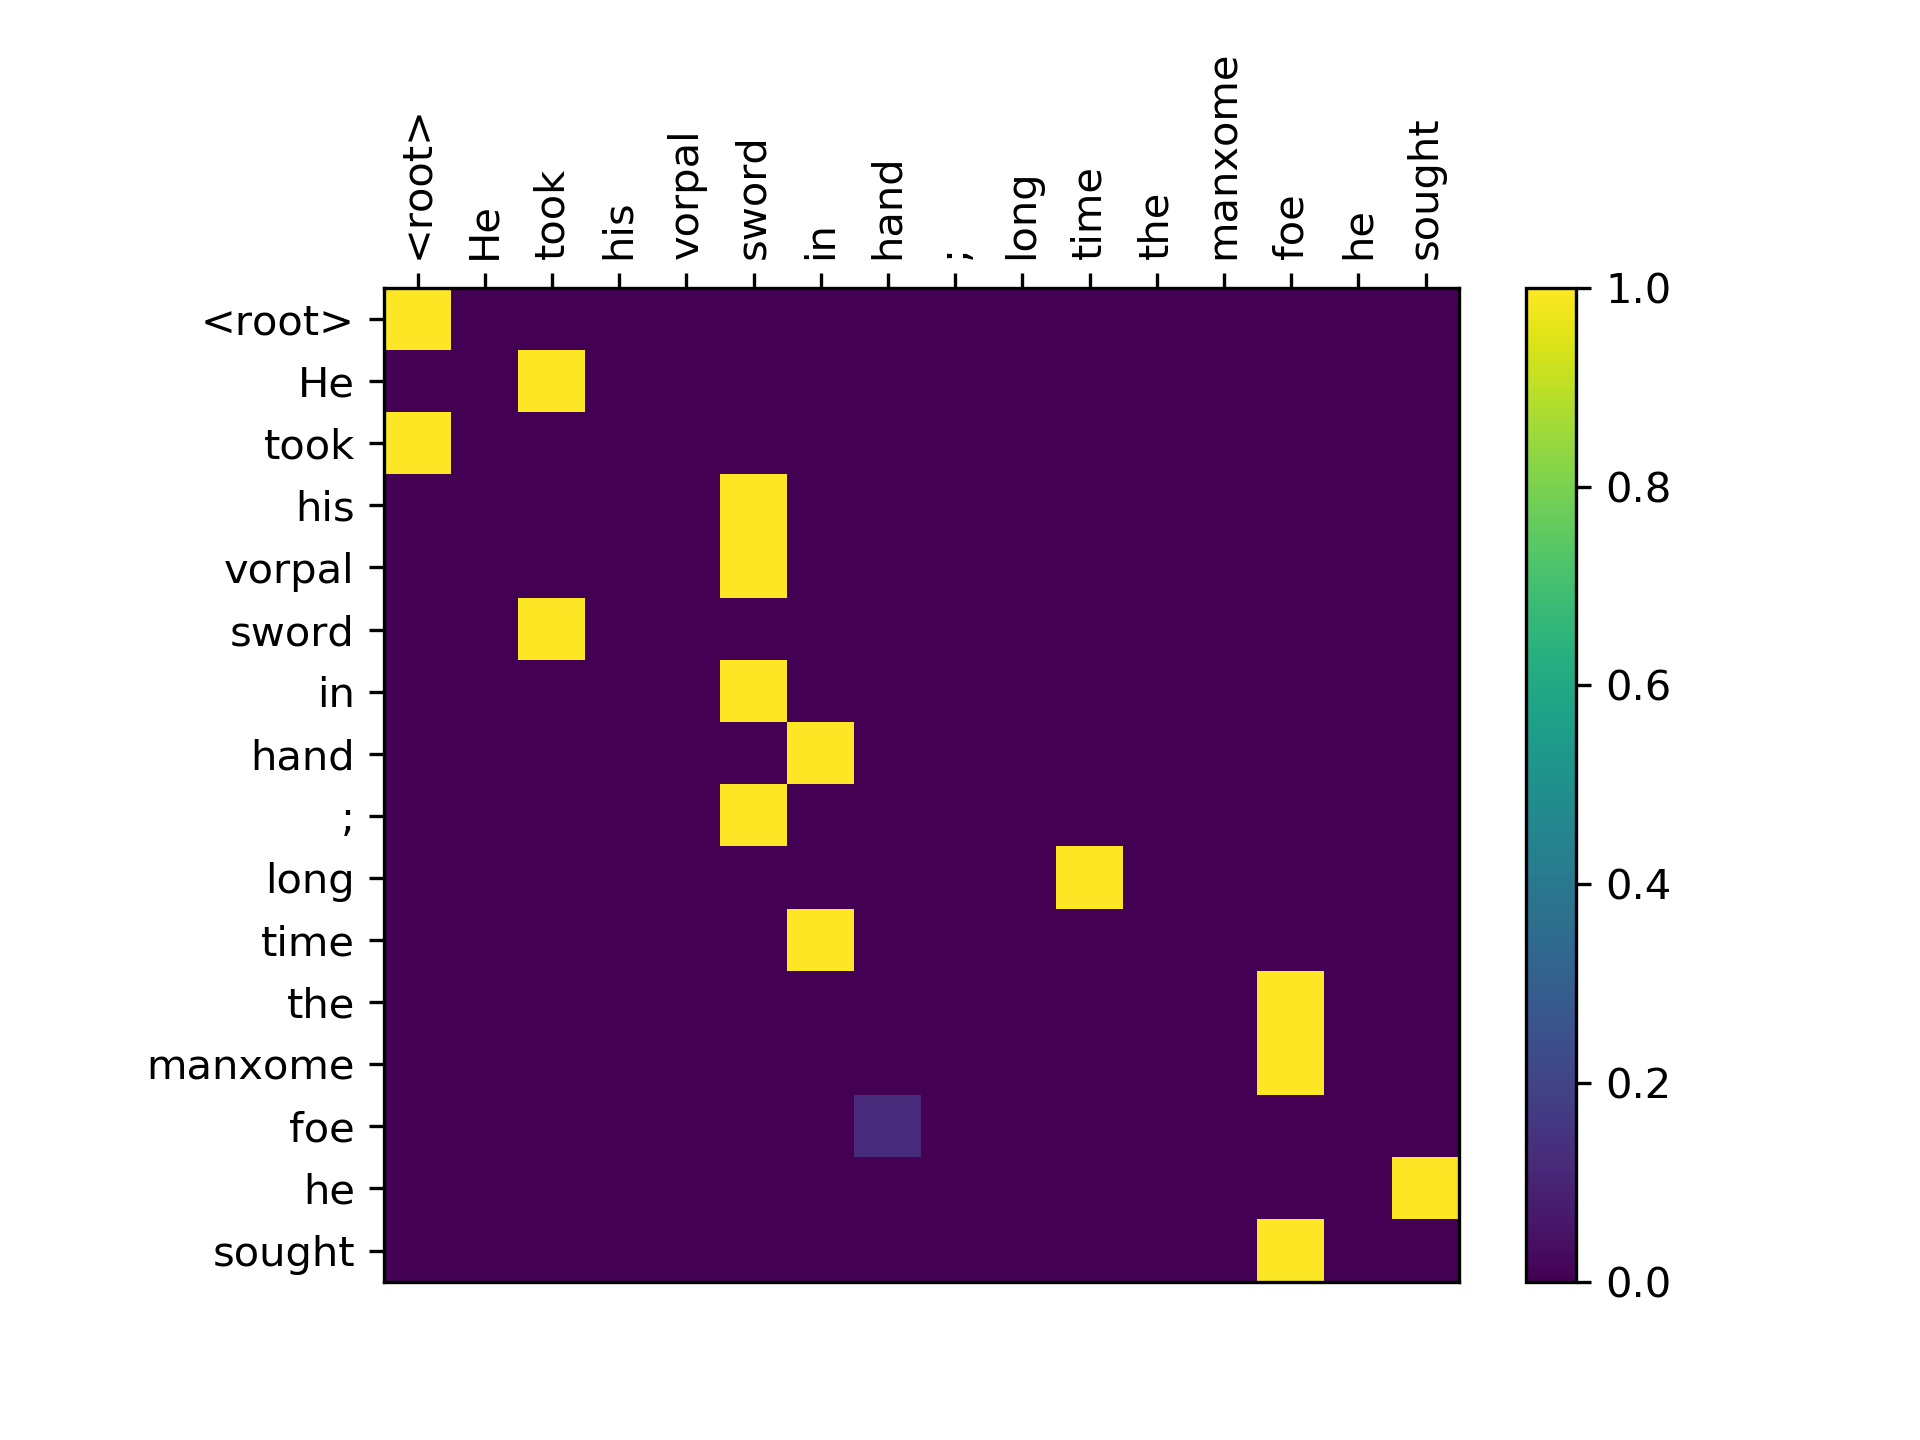 <root> He took his vorpal sword in hand ; long time the manxome foe he sought
<root>
He
took
his
vorpal
sword
in
hand
;
long
time
the
manxome
foe
he
sought
1.0
0.8
0.6
0.4
0.2
0.0